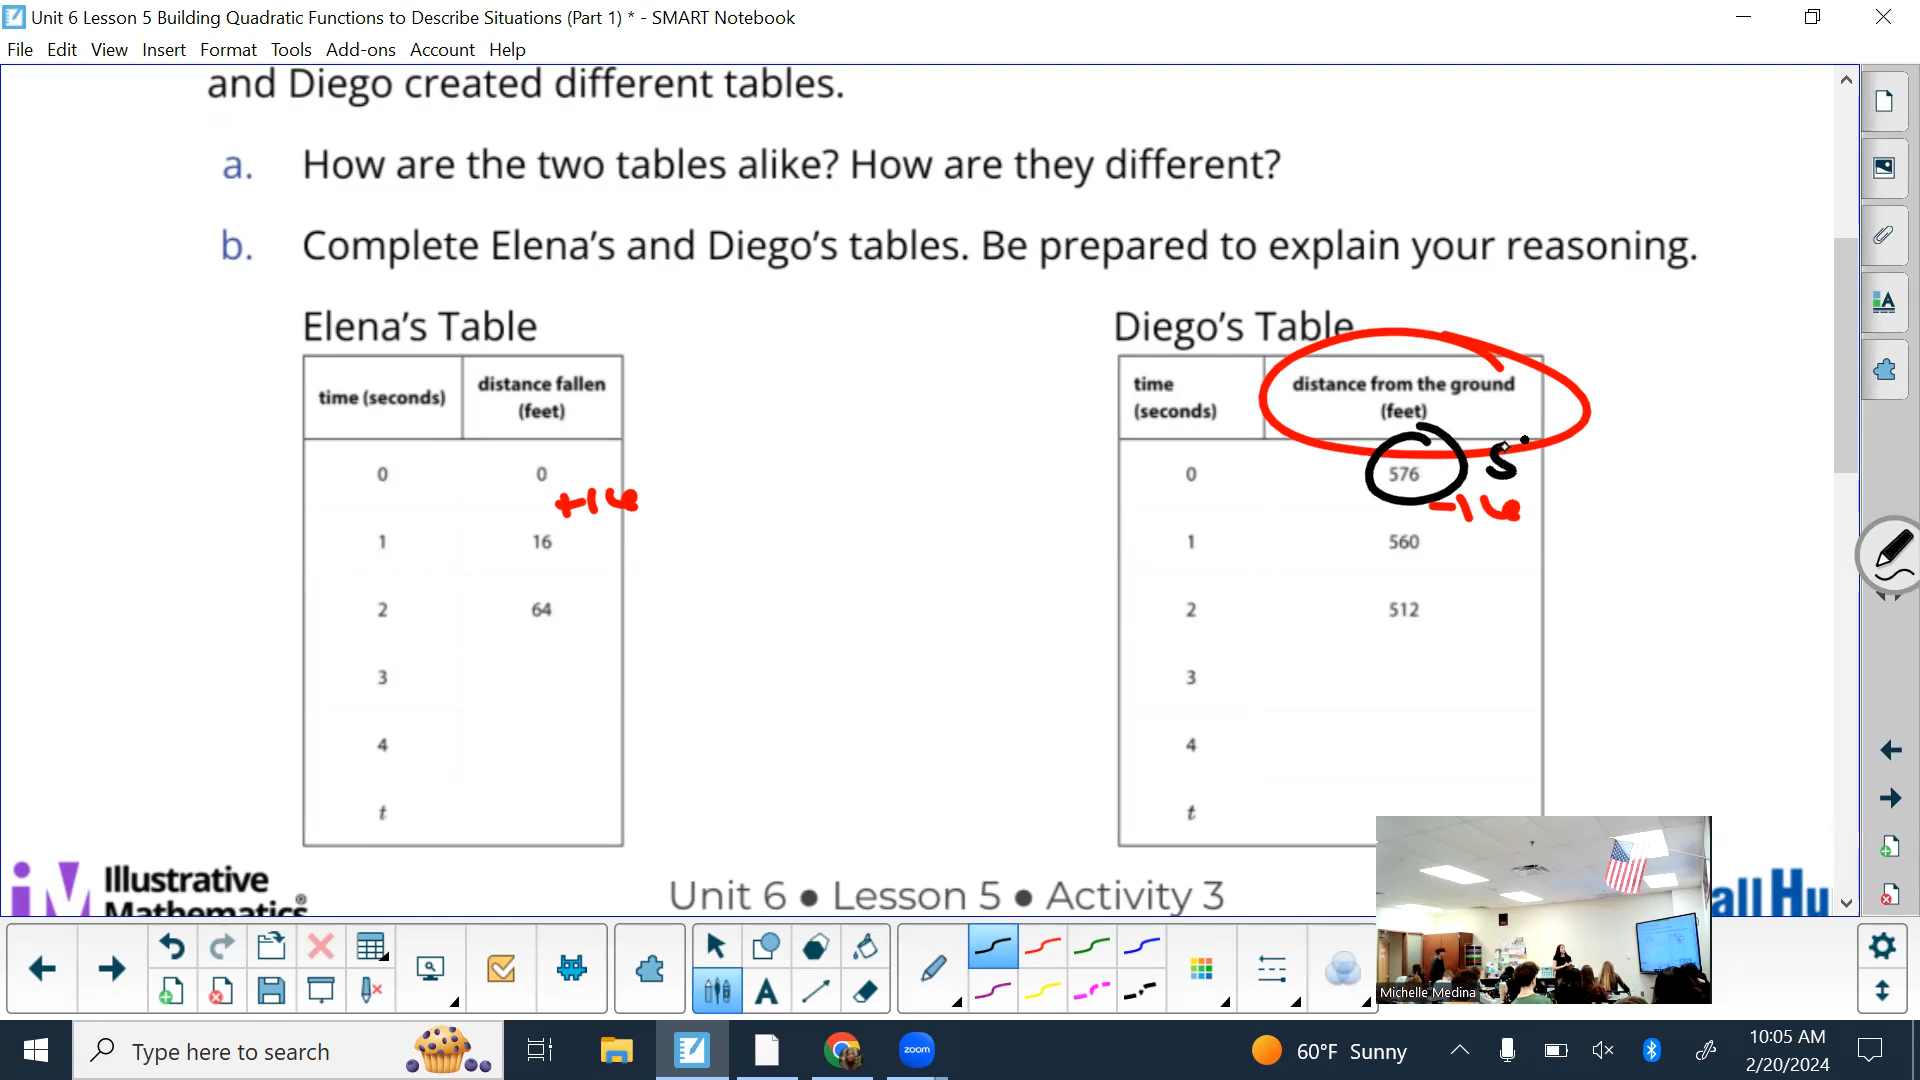 Unit 6 Lesson 5 Building Quadratic Functions to Describe Situations (Part 1) * - SMART Notebook
File Edit View Insert Format Tools Add-ons Account Help
and Diego created different tables.
a. How are the two tables alike? How are they different?
b. Complete Elena’s and Diego’s tables. Be prepared to explain your reasoning.
Elena’s Table
time (seconds) distance fallen (feet)
0 0
+16
1 16
2 64
3
4
t
Diego’s Table
time (seconds) distance from the ground (feet)
0 576 S
-16
1 560
2 512
3
4
t
Illustrative
Mathematics®
Unit 6 ● Lesson 5 ● Activity 3
all Hu
Michelle Medina
Type here to search
zoom
60°F Sunny
10:05 AM
2/20/2024